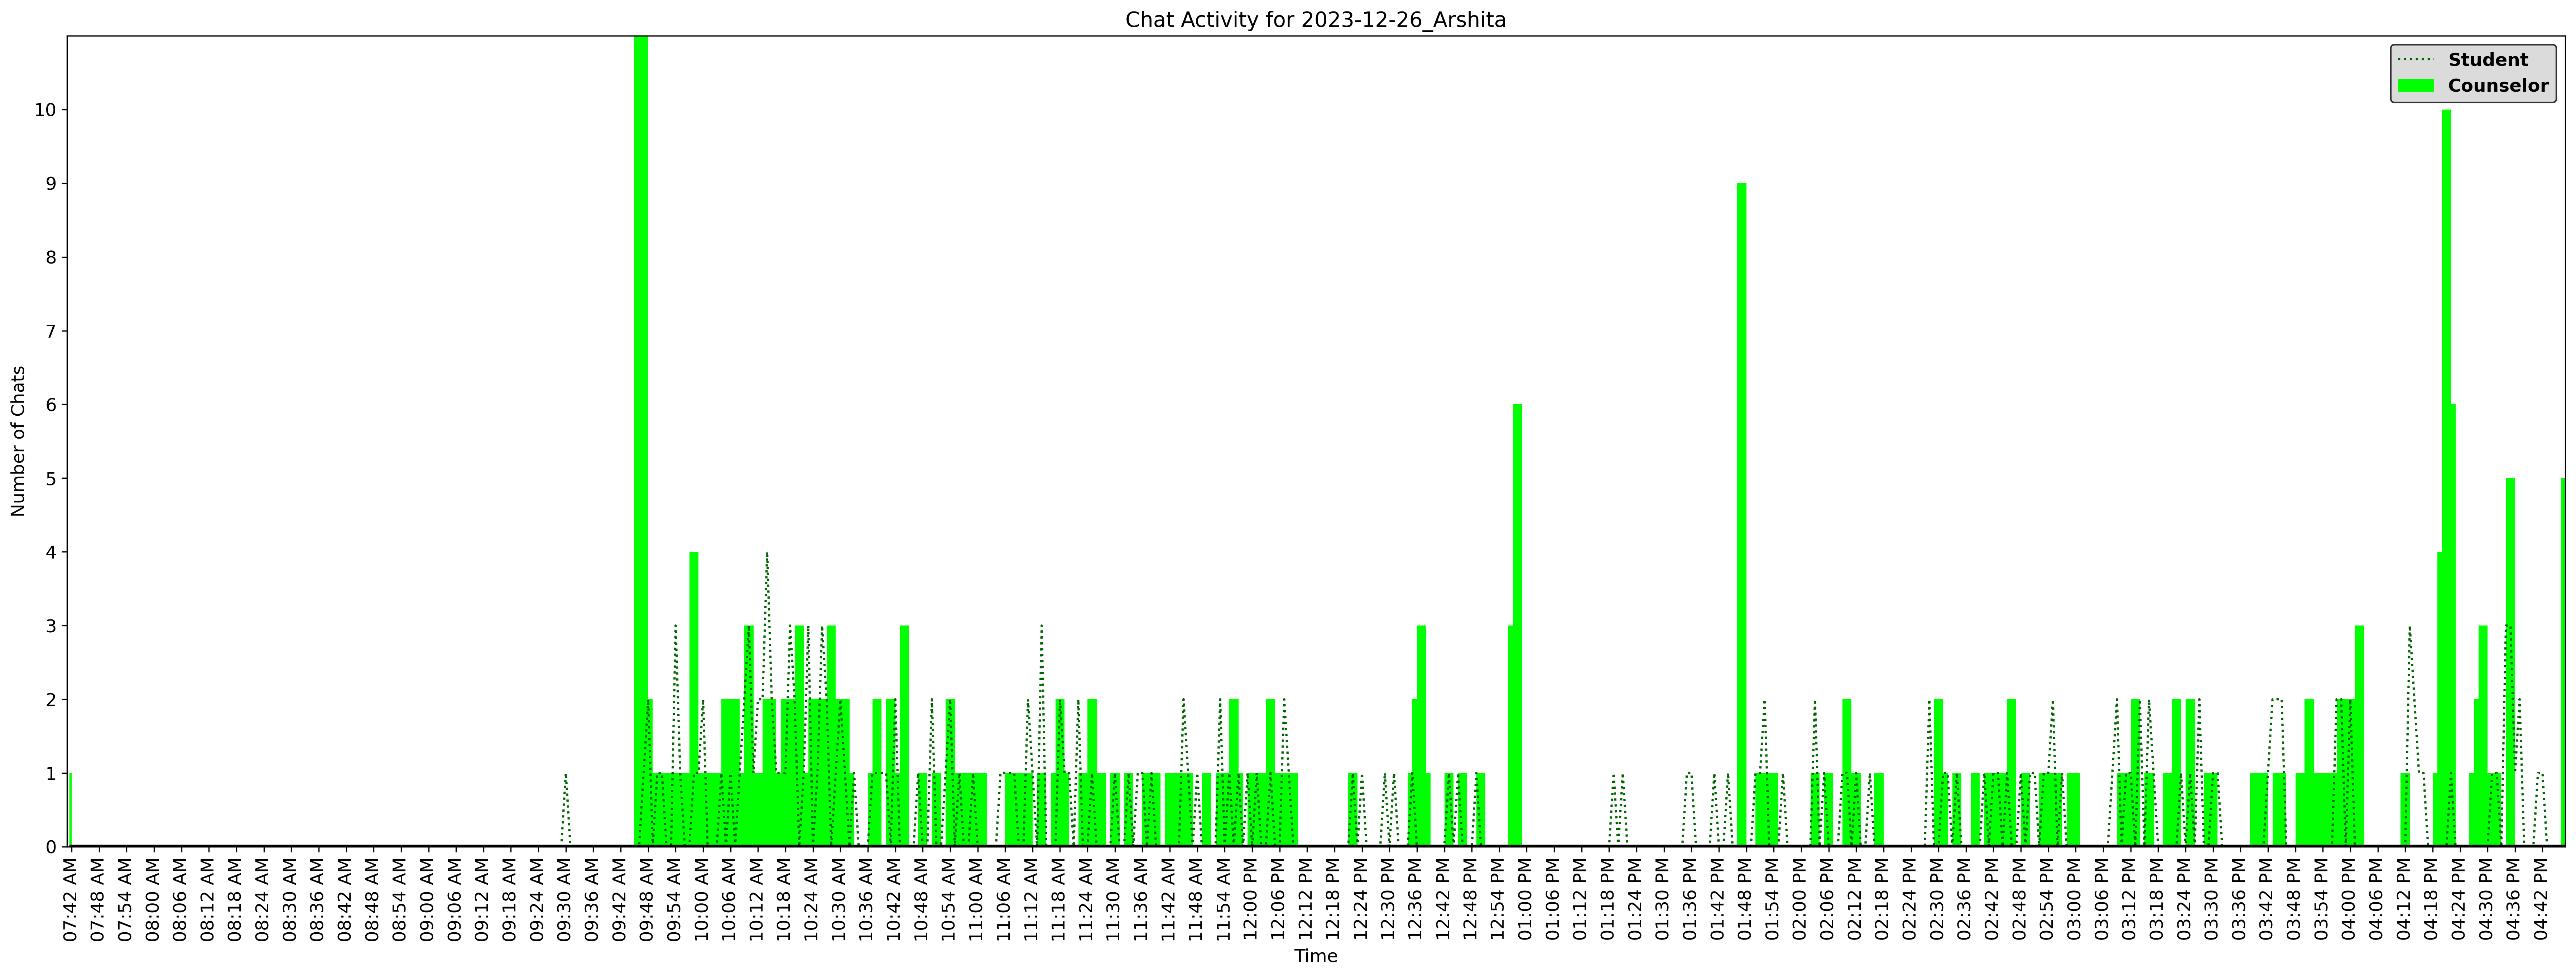 Chat Activity for 2023-12-26_Arshita
Student
Counselor
Number of Chats
10
9
8
7
6
5
4
3
2
1
0
07:42 AM
07:48 AM
07:54 AM
08:00 AM
08:06 AM
08:12 AM
08:18 AM
08:24 AM
08:30 AM
08:36 AM
08:42 AM
08:48 AM
08:54 AM
09:00 AM
09:06 AM
09:12 AM
09:18 AM
09:24 AM
09:30 AM
09:36 AM
09:42 AM
09:48 AM
09:54 AM
10:00 AM
10:06 AM
10:12 AM
10:18 AM
10:24 AM
10:30 AM
10:36 AM
10:42 AM
10:48 AM
10:54 AM
11:00 AM
11:06 AM
11:12 AM
11:18 AM
11:24 AM
11:30 AM
11:36 AM
11:42 AM
11:48 AM
11:54 AM
12:00 PM
12:06 PM
12:12 PM
12:18 PM
12:24 PM
12:30 PM
12:36 PM
12:42 PM
12:48 PM
12:54 PM
01:00 PM
01:06 PM
01:12 PM
01:18 PM
01:24 PM
01:30 PM
01:36 PM
01:42 PM
01:48 PM
01:54 PM
02:00 PM
02:06 PM
02:12 PM
02:18 PM
02:24 PM
02:30 PM
02:36 PM
02:42 PM
02:48 PM
02:54 PM
03:00 PM
03:06 PM
03:12 PM
03:18 PM
03:24 PM
03:30 PM
03:36 PM
03:42 PM
03:48 PM
03:54 PM
04:00 PM
04:06 PM
04:12 PM
04:18 PM
04:24 PM
04:30 PM
04:36 PM
04:42 PM
Time